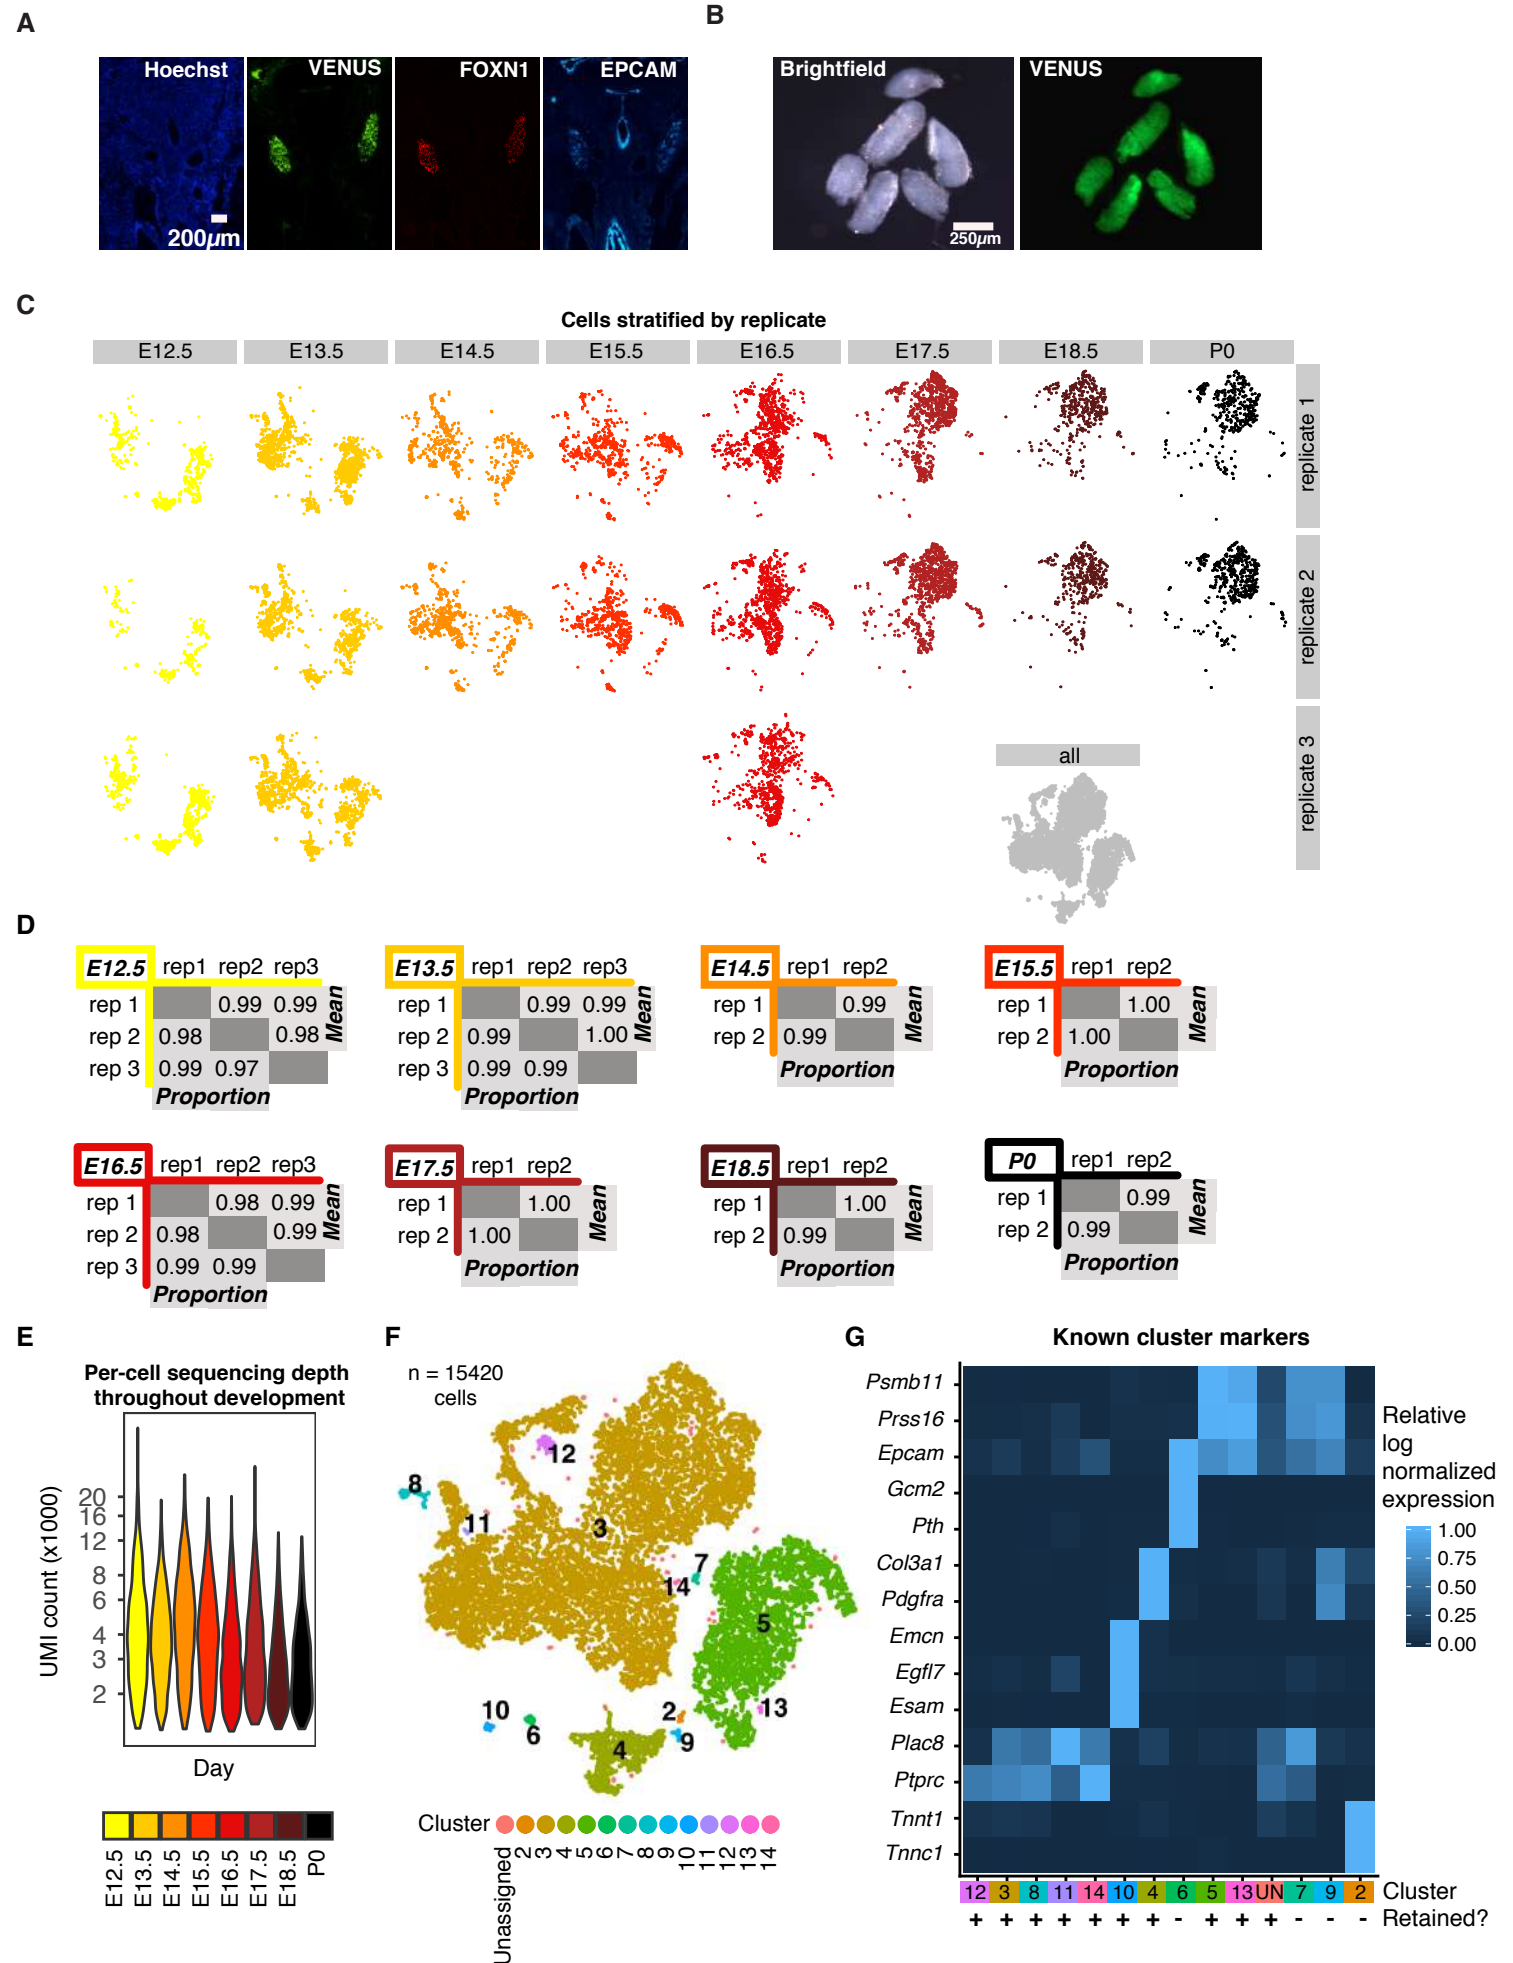 A
B
Hoechst
VENUS
FOXN1
EPCAM
200µm
Brightfield
VENUS
250µm
C
Cells stratified by replicate
E12.5 E13.5 E14.5 E15.5 E16.5 E17.5 E18.5 P0
replicate 1
replicate 2
replicate 3
all
D
E12.5 rep1 rep2 rep3
rep 1 0.99 0.99
rep 2 0.98 0.98
rep 3 0.99 0.97
Mean
Proportion
E13.5 rep1 rep2 rep3
rep 1 0.99 0.99
rep 2 0.99 1.00
rep 3 0.99 0.99
Mean
Proportion
E14.5 rep1 rep2
rep 1 0.99
rep 2 0.99
Mean
Proportion
E15.5 rep1 rep2
rep 1 1.00
rep 2 1.00
Mean
Proportion
E16.5 rep1 rep2 rep3
rep 1 0.98 0.99
rep 2 0.98 0.99
rep 3 0.99 0.99
Mean
Proportion
E17.5 rep1 rep2
rep 1 1.00
rep 2 1.00
Mean
Proportion
E18.5 rep1 rep2
rep 1 1.00
rep 2 0.99
Mean
Proportion
P0 rep1 rep2
rep 1 0.99
rep 2 0.99
Mean
Proportion
E
Per-cell sequencing depth
throughout development
UMI count (x1000)
20
16
12
8
6
4
3
2
Day
E12.5
E13.5
E14.5
E15.5
E16.5
E17.5
E18.5
P0
F
n = 15420
cells
12
8
11
3
7
14
5
10
6
2
13
9
4
Cluster
Unassigned
2
3
4
5
6
7
8
9
10
11
12
13
14
G
Known cluster markers
Psmb11
Prss16
Epcam
Gcm2
Pth
Col3a1
Pdgfra
Emcn
Egfl7
Esam
Plac8
Ptprc
Tnnt1
Tnnc1
12 3 8 11 14 10 4 6 5 13 UN 7 9 2 Cluster
+ + + + + + + - + + + - - - Retained?
Relative
log
normalized
expression
1.00
0.75
0.50
0.25
0.00